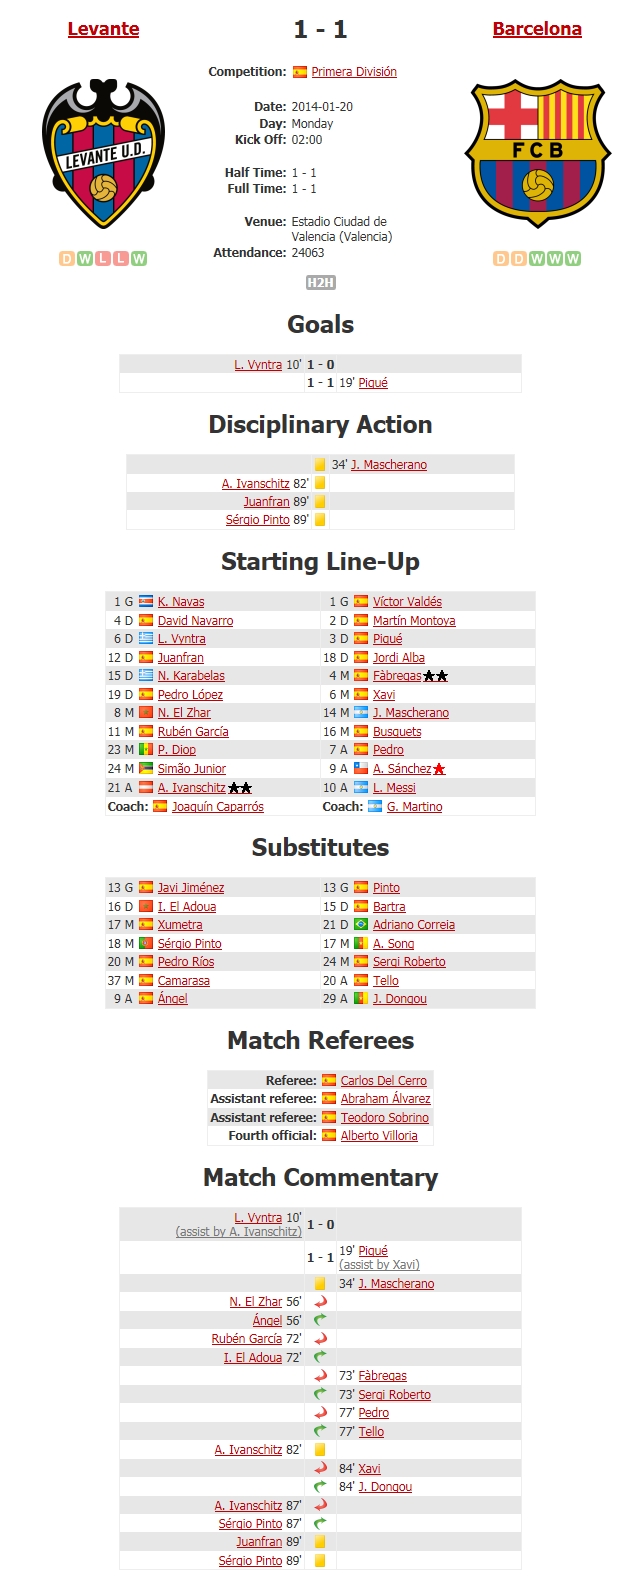 Levante 1 - 1 Barcelona
Competition: Primera División
Date: 2014-01-20
Day: Monday
Kick Off: 02:00
Half Time: 1 - 1
Full Time: 1 - 1
Venue: Estadio Ciudad de
Valencia (Valencia)
Attendance: 24063
LEVANTE U.D.
F C B
D W L L W
D D W W W
H2H
Goals
L. Vyntra 10' 1 - 0
1 - 1 19' Piqué
Disciplinary Action
34' J. Mascherano
A. Ivanschitz 82'
Juanfran 89'
Sérgio Pinto 89'
Starting Line-Up
1 G K. Navas 1 G Víctor Valdés
4 D David Navarro 2 D Martín Montoya
6 D L. Vyntra 3 D Piqué
12 D Juanfran 18 D Jordi Alba
15 D N. Karabelas 4 M Fàbregas
19 D Pedro López 6 M Xavi
8 M N. El Zhar 14 M J. Mascherano
11 M Rubén García 16 M Busquets
23 M P. Diop 7 A Pedro
24 M Simão Junior 9 A A. Sánchez
21 A A. Ivanschitz 10 A L. Messi
Coach: Joaquín Caparrós Coach: G. Martino
Substitutes
13 G Javi Jiménez 13 G Pinto
16 D I. El Adoua 15 D Bartra
17 M Xumetra 21 D Adriano Correia
18 M Sérgio Pinto 17 M A. Song
20 M Pedro Ríos 24 M Sergi Roberto
37 M Camarasa 20 A Tello
9 A Ángel 29 A J. Dongou
Match Referees
Referee: Carlos Del Cerro
Assistant referee: Abraham Álvarez
Assistant referee: Teodoro Sobrino
Fourth official: Alberto Villoria
Match Commentary
L. Vyntra 10' 1 - 0
(assist by A. Ivanschitz)
1 - 1 19' Piqué
(assist by Xavi)
34' J. Mascherano
N. El Zhar 56'
Ángel 56'
Rubén García 72'
I. El Adoua 72'
73' Fàbregas
73' Sergi Roberto
77' Pedro
77' Tello
A. Ivanschitz 82'
84' Xavi
84' J. Dongou
A. Ivanschitz 87'
Sérgio Pinto 87'
Juanfran 89'
Sérgio Pinto 89'